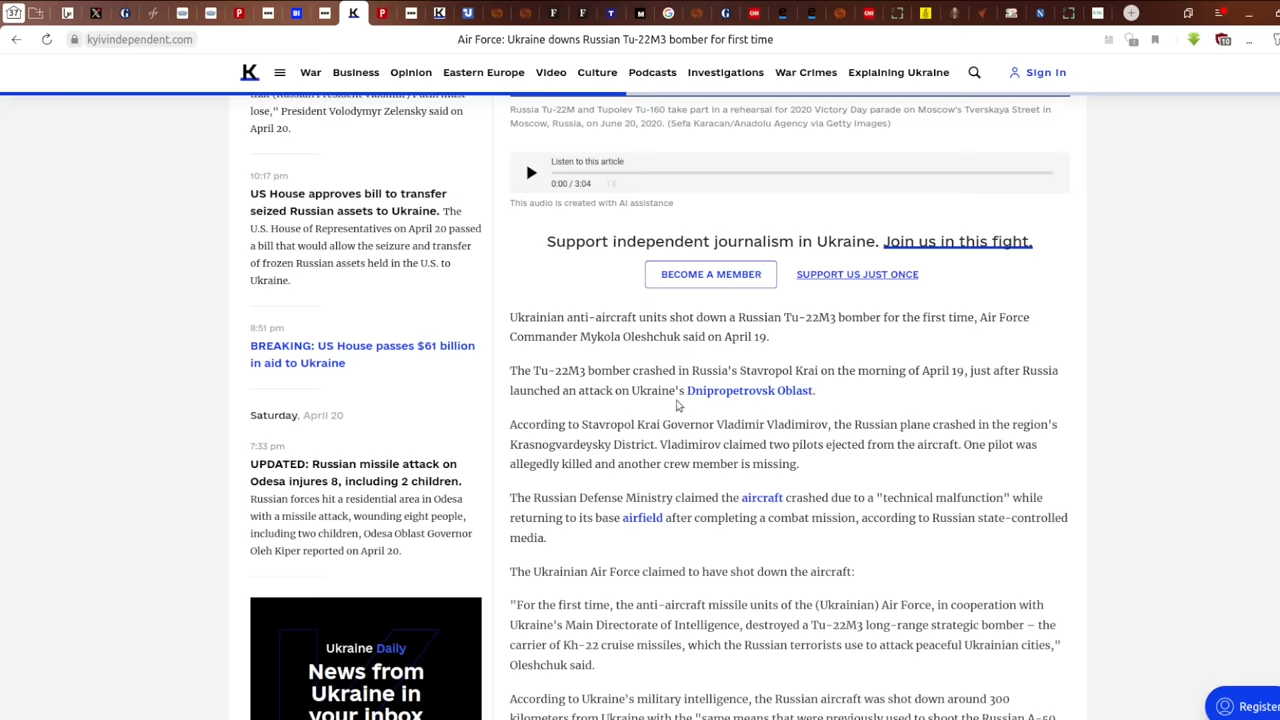 kyivindependent.com
Air Force: Ukraine downs Russian Tu-22M3 bomber for first time
War Business Opinion Eastern Europe Video Culture Podcasts Investigations War Crimes Explaining Ukraine Sign In
that (Russian President Vladimir) Putin must
lose," President Volodymyr Zelensky said on
April 20.
10:17 pm
US House approves bill to transfer
seized Russian assets to Ukraine. The
U.S. House of Representatives on April 20 passed
a bill that would allow the seizure and transfer
of frozen Russian assets held in the U.S. to
Ukraine.
8:51 pm
BREAKING: US House passes $61 billion
in aid to Ukraine
Saturday, April 20
7:33 pm
UPDATED: Russian missile attack on
Odesa injures 8, including 2 children.
Russian forces hit a residential area in Odesa
with a missile attack, wounding eight people,
including two children, Odesa Oblast Governor
Oleh Kiper reported on April 20.
Ukraine Daily
News from
Ukraine in
your inbox
Russia Tu-22M and Tupolev Tu-160 take part in a rehearsal for 2020 Victory Day parade on Moscow's Tverskaya Street in
Moscow, Russia, on June 20, 2020. (Sefa Karacan/Anadolu Agency via Getty Images)
Listen to this article
0:00 / 3:04 1X
This audio is created with AI assistance
Support independent journalism in Ukraine. Join us in this fight.
BECOME A MEMBER SUPPORT US JUST ONCE
Ukrainian anti-aircraft units shot down a Russian Tu-22M3 bomber for the first time, Air Force
Commander Mykola Oleshchuk said on April 19.
The Tu-22M3 bomber crashed in Russia's Stavropol Krai on the morning of April 19, just after Russia
launched an attack on Ukraine's Dnipropetrovsk Oblast.
According to Stavropol Krai Governor Vladimir Vladimirov, the Russian plane crashed in the region's
Krasnogvardeysky District. Vladimirov claimed two pilots ejected from the aircraft. One pilot was
allegedly killed and another crew member is missing.
The Russian Defense Ministry claimed the aircraft crashed due to a "technical malfunction" while
returning to its base airfield after completing a combat mission, according to Russian state-controlled
media.
The Ukrainian Air Force claimed to have shot down the aircraft:
"For the first time, the anti-aircraft missile units of the (Ukrainian) Air Force, in cooperation with
Ukraine's Main Directorate of Intelligence, destroyed a Tu-22M3 long-range strategic bomber – the
carrier of Kh-22 cruise missiles, which the Russian terrorists use to attack peaceful Ukrainian cities,"
Oleshchuk said.
According to Ukraine's military intelligence, the Russian aircraft was shot down around 300
kilometers from Ukraine with the "same means that were previously used to shoot the Russian A-50
Register